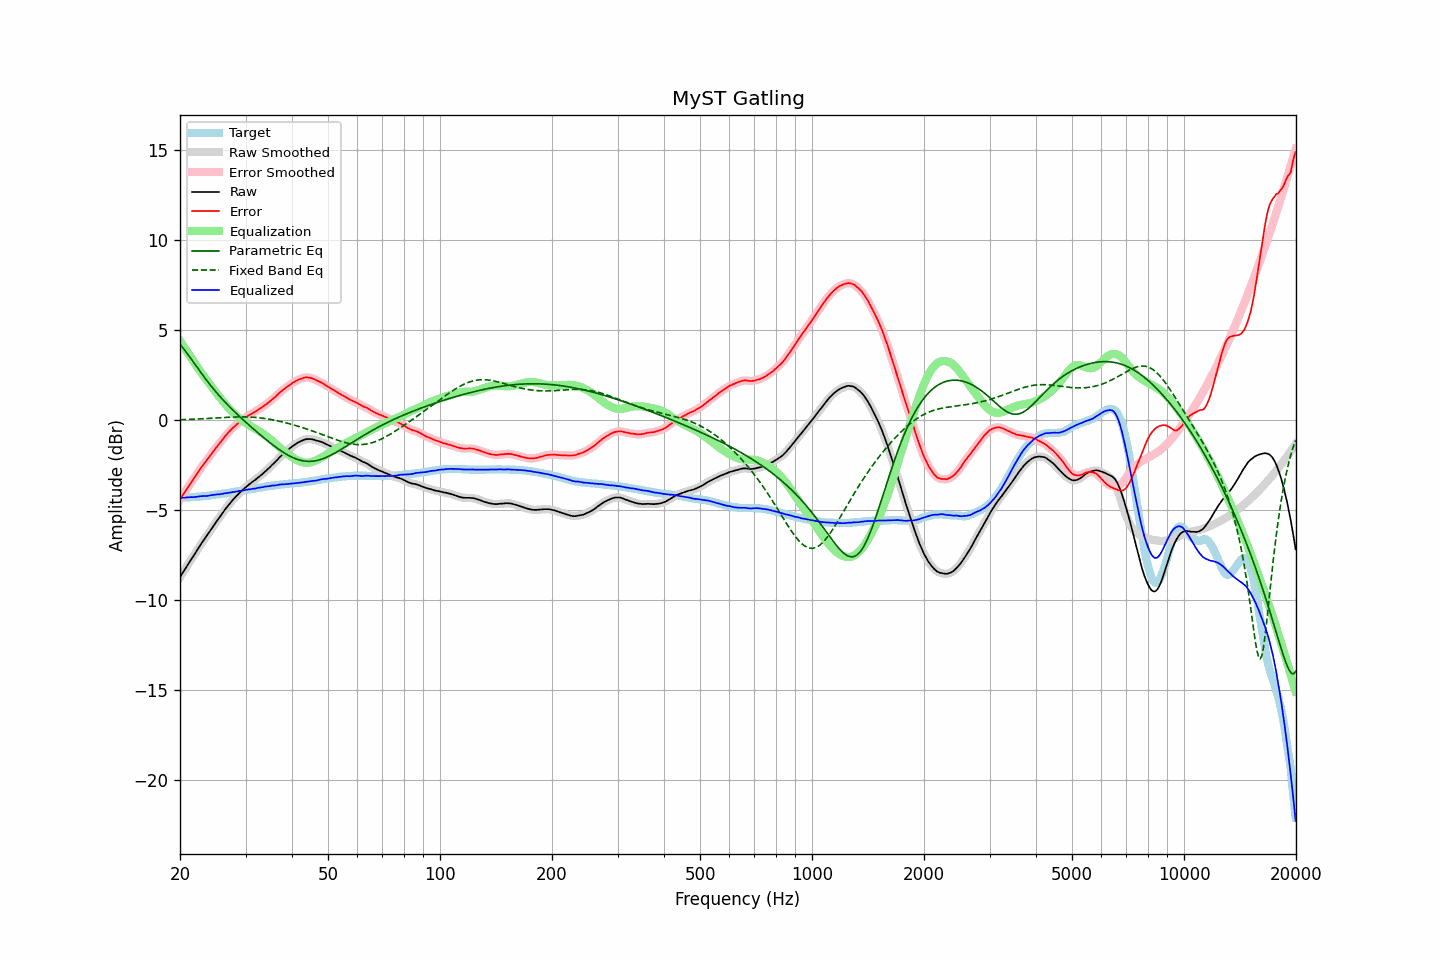 MyST Gatling
Target
Raw Smoothed
Error Smoothed
Raw
Error
Equalization
Parametric Eq
Fixed Band Eq
Equalized
15
10
5
0
−5
−10
−15
−20
Amplitude (dBr)
20
50
100
200
500
1000
2000
5000
10000
20000
Frequency (Hz)